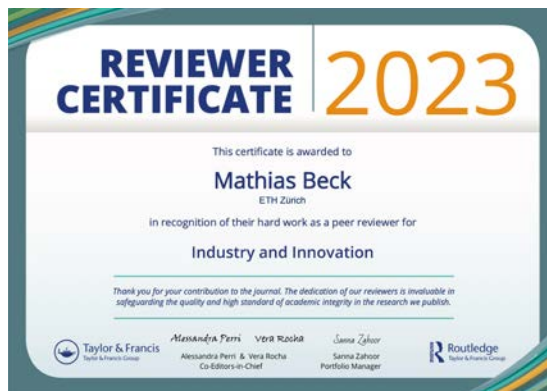 REVIEWER
CERTIFICATE
2023
This certificate is awarded to
Mathias Beck
ETH Zürich
in recognition of their hard work as a peer reviewer for
Industry and Innovation
Thank you for your contribution to the journal. The dedication of our reviewers is invaluable in
safeguarding the quality and high standard of academic integrity in the research we publish.
Taylor & Francis
Taylor & Francis Group
Alessandra Perri Vera Rocha
Alessandra Perri & Vera Rocha
Co-Editors-in-Chief
Sanna Zahoor
Sanna Zahoor
Portfolio Manager
R
Routledge
Taylor & Francis Group